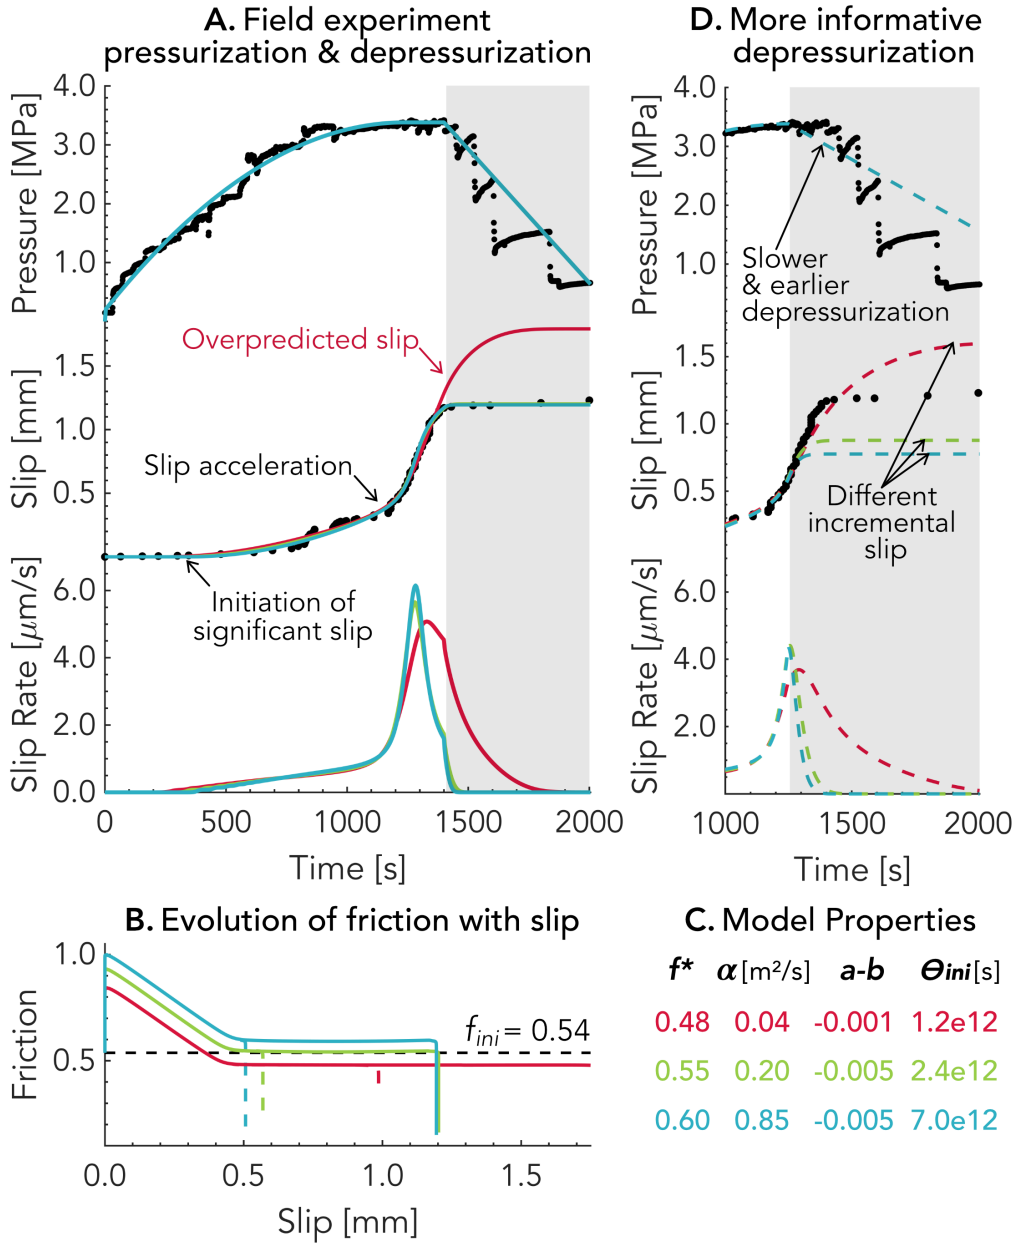 A. Field experiment
pressurization & depressurization
Pressure [MPa]
4.0
3.0
2.0
1.0
Overpredicted slip
Slip [mm]
1.5
1.0
0.5
Slip acceleration
Initiation of
significant slip
Slip Rate [μm/s]
6.0
4.0
2.0
0.0
0 500 1000 1500 2000
Time [s]
D. More informative
depressurization
Pressure [MPa]
4.0
3.0
2.0
1.0
Slower
& earlier
depressurization
Slip [mm]
1.5
1.0
0.5
Different
incremental
slip
Slip Rate [μm/s]
6.0
4.0
2.0
1000 1500 2000
Time [s]
B. Evolution of friction with slip
Friction
1.0
0.5
fini = 0.54
0.0 0.5 1.0 1.5
Slip [mm]
C. Model Properties
f* α [m²/s] a-b Θini [s]
0.48 0.04 -0.001 1.2e12
0.55 0.20 -0.005 2.4e12
0.60 0.85 -0.005 7.0e12